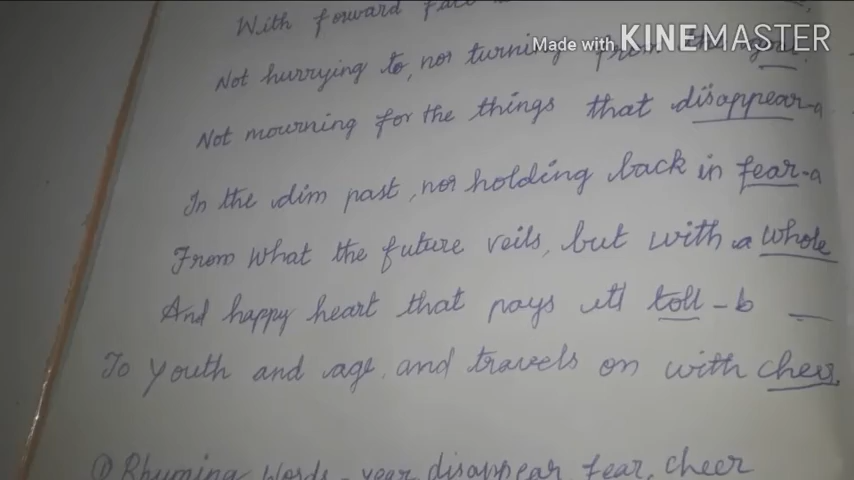 With forward
Made with KINEMASTER
Not hurrying to, nor turning from the goal.
Not mourning for the things that disappear-a
In the dim past, nor holding back in fear-a
From what the future veils, but with a whole
And happy heart that pays its toll - b
To youth and age, and travels on with cheer,
① Rhyming Words - year, disappear, fear, cheer